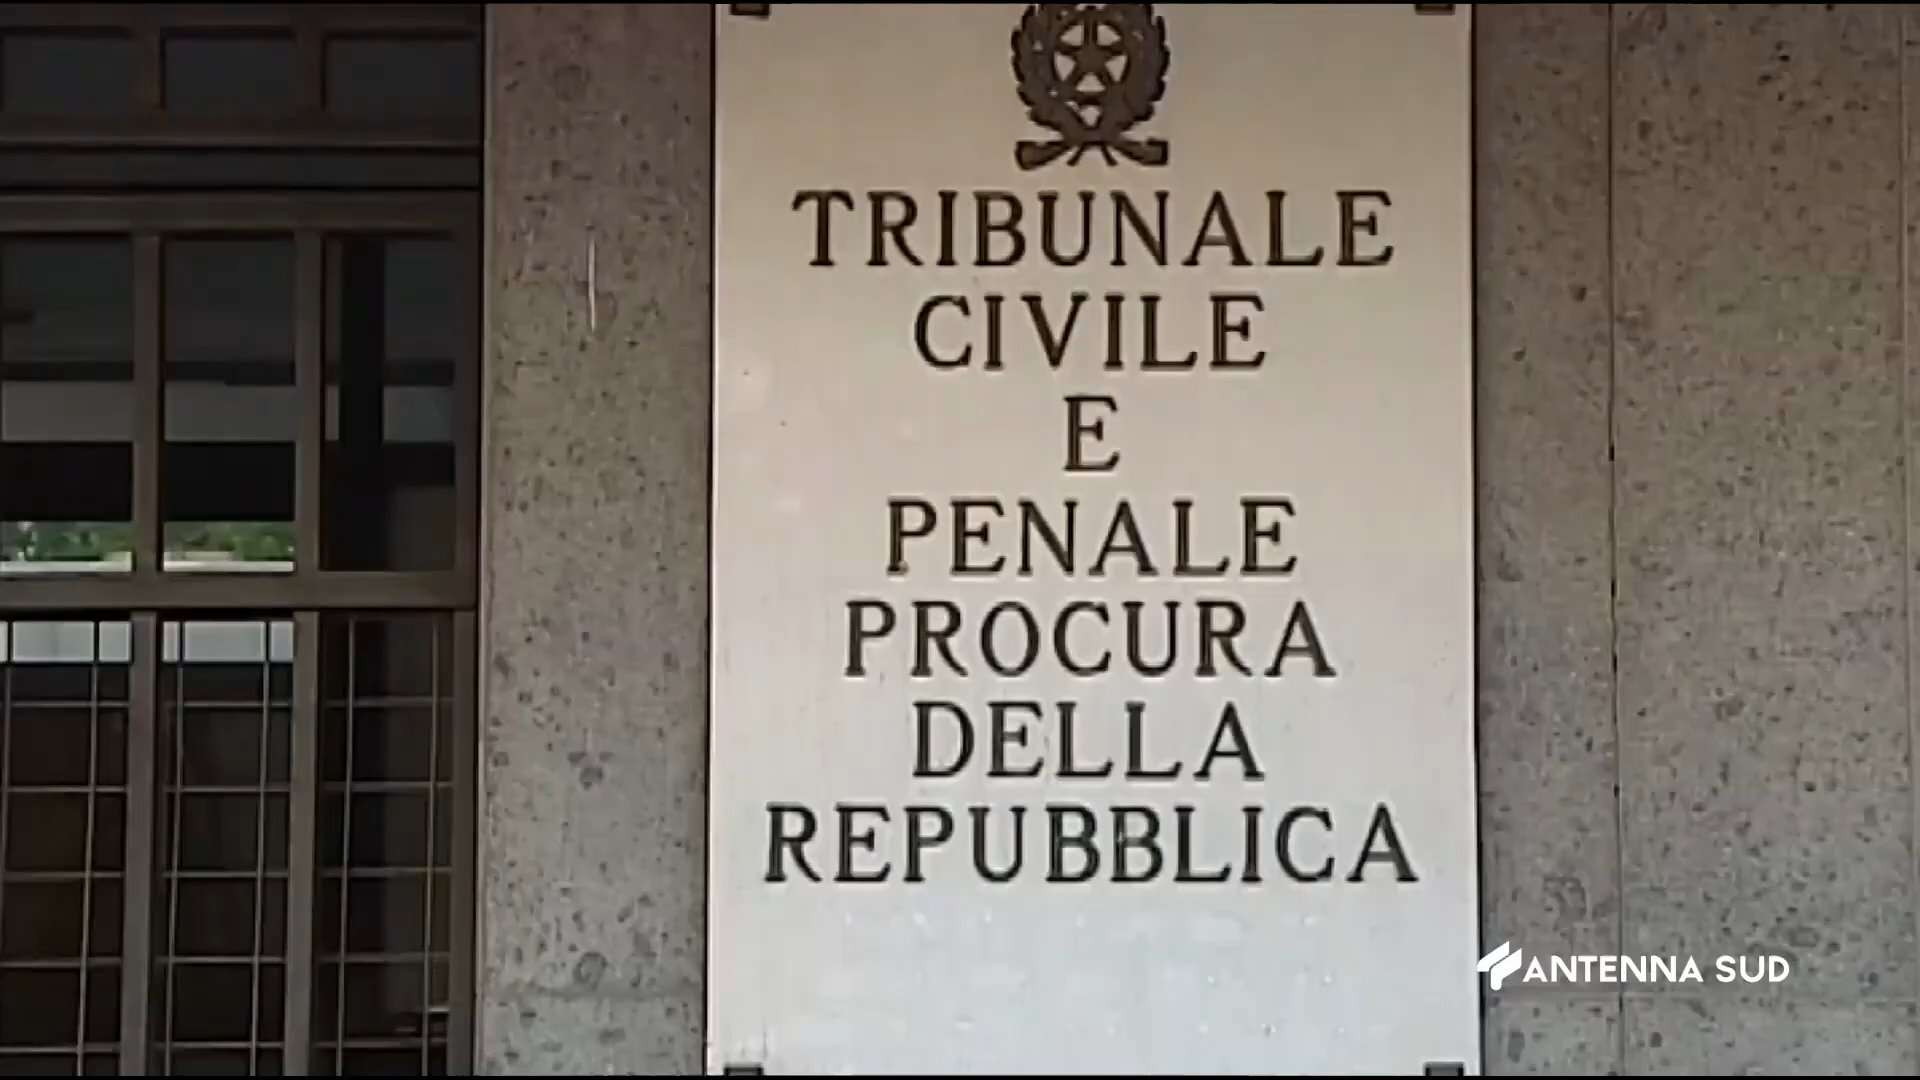 TRIBUNALE
CIVILE
E
PENALE
PROCURA
DELLA
REPUBBLICA
ANTENNA SUD